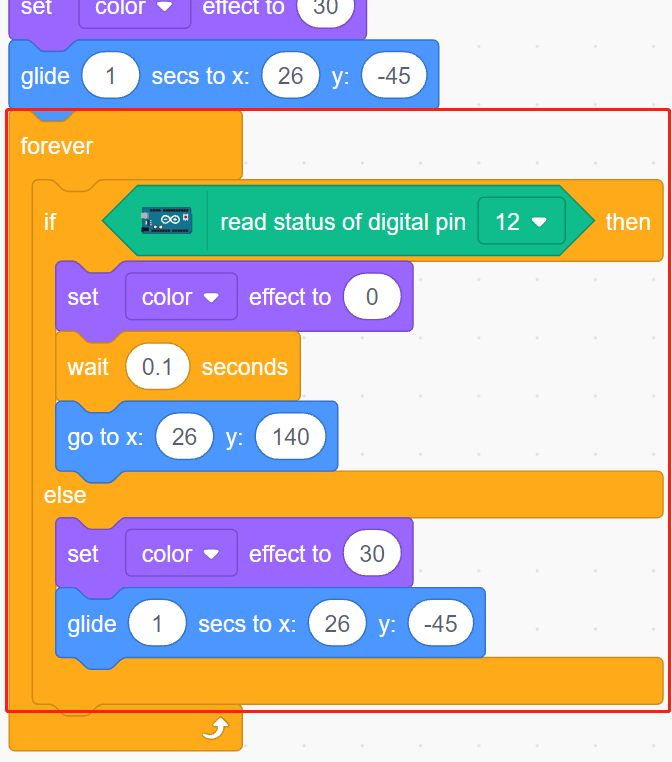 set color effect to 30
glide 1 secs to x: 26 y: -45
forever
if read status of digital pin 12 then
set color effect to 0
wait 0.1 seconds
go to x: 26 y: 140
else
set color effect to 30
glide 1 secs to x: 26 y: -45